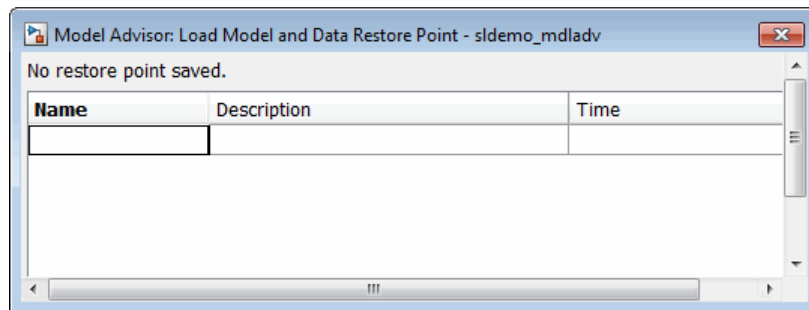 Model Advisor: Load Model and Data Restore Point - sldemo_mdladv
No restore point saved.
Name Description Time